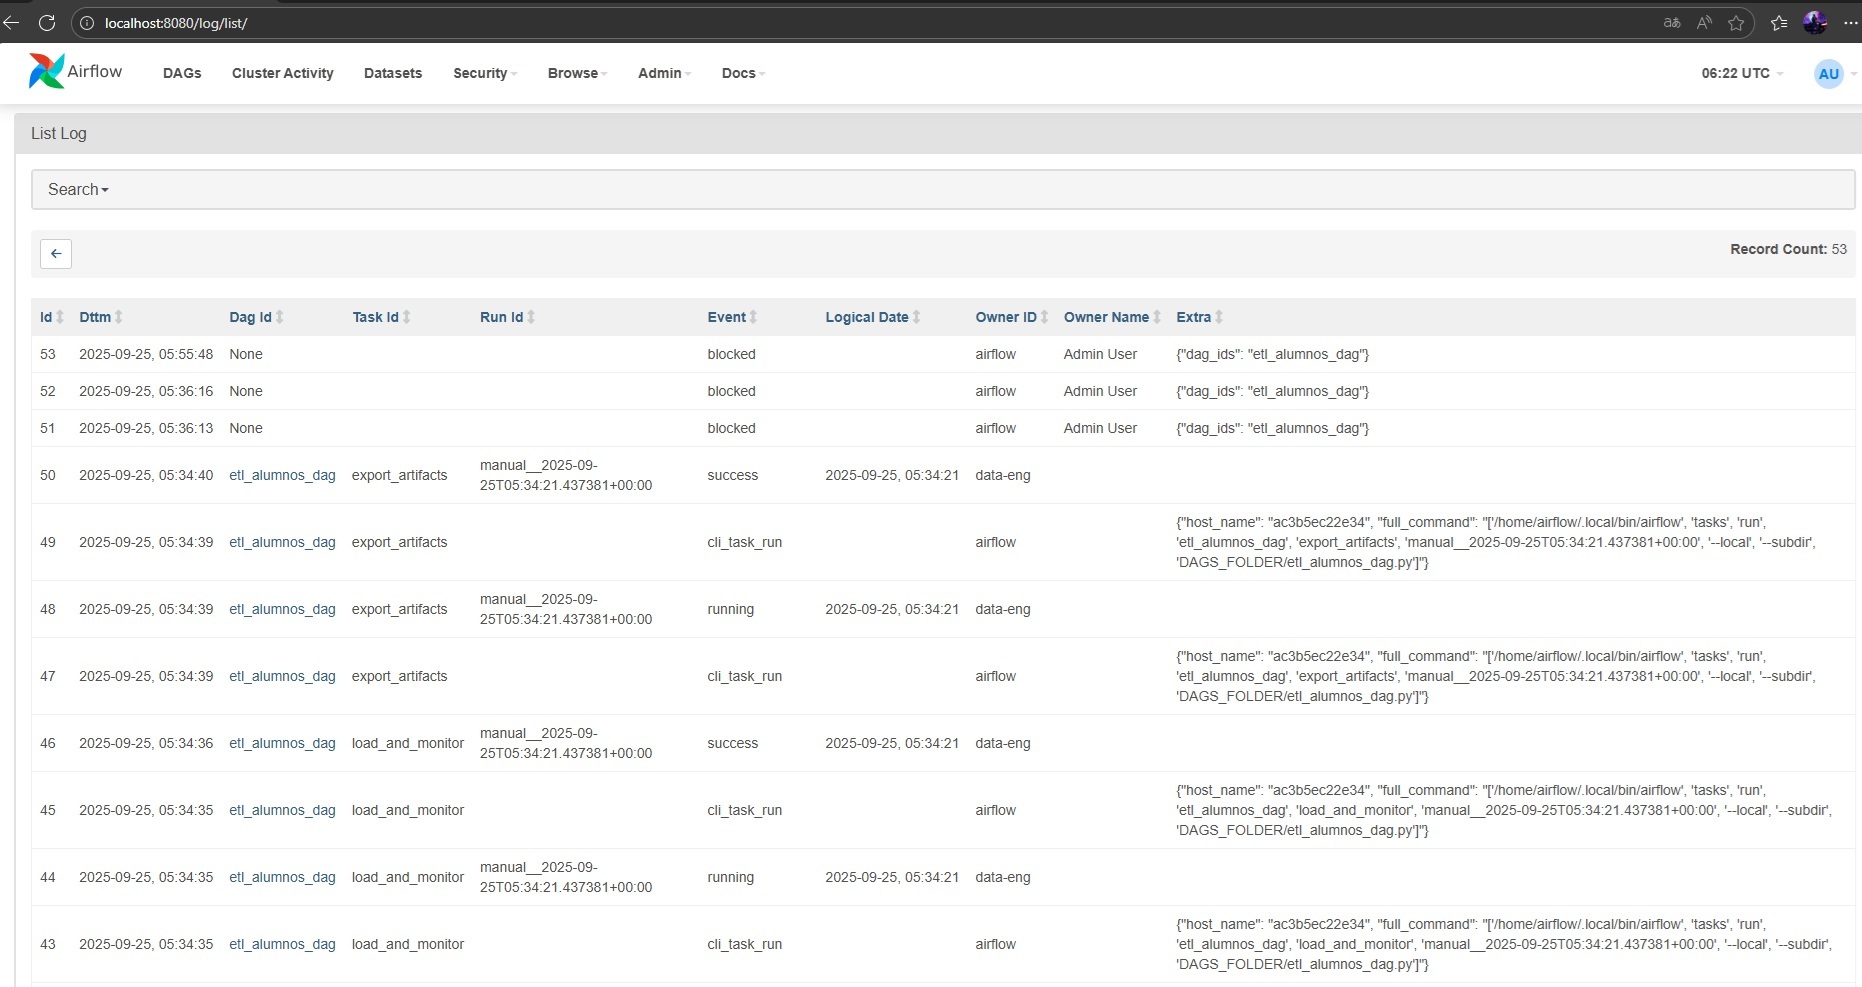 localhost:8080/log/list/
Airflow DAGs Cluster Activity Datasets Security Browse Admin Docs 06:22 UTC AU
List Log
Search
Record Count: 53
Id Dttm Dag Id Task Id Run Id Event Logical Date Owner ID Owner Name Extra
53 2025-09-25, 05:55:48 None blocked airflow Admin User {"dag_ids": "etl_alumnos_dag"}
52 2025-09-25, 05:36:16 None blocked airflow Admin User {"dag_ids": "etl_alumnos_dag"}
51 2025-09-25, 05:36:13 None blocked airflow Admin User {"dag_ids": "etl_alumnos_dag"}
manual__2025-09-
50 2025-09-25, 05:34:40 etl_alumnos_dag export_artifacts success 2025-09-25, 05:34:21 data-eng
25T05:34:21.437381+00:00
{"host_name": "ac3b5ec22e34", "full_command": "['/home/airflow/.local/bin/airflow', 'tasks', 'run',
49 2025-09-25, 05:34:39 etl_alumnos_dag export_artifacts cli_task_run airflow 'etl_alumnos_dag', 'export_artifacts', 'manual__2025-09-25T05:34:21.437381+00:00', '--local', '--subdir',
'DAGS_FOLDER/etl_alumnos_dag.py']"}
manual__2025-09-
48 2025-09-25, 05:34:39 etl_alumnos_dag export_artifacts running 2025-09-25, 05:34:21 data-eng
25T05:34:21.437381+00:00
{"host_name": "ac3b5ec22e34", "full_command": "['/home/airflow/.local/bin/airflow', 'tasks', 'run',
47 2025-09-25, 05:34:39 etl_alumnos_dag export_artifacts cli_task_run airflow 'etl_alumnos_dag', 'export_artifacts', 'manual__2025-09-25T05:34:21.437381+00:00', '--local', '--subdir',
'DAGS_FOLDER/etl_alumnos_dag.py']"}
manual__2025-09-
46 2025-09-25, 05:34:36 etl_alumnos_dag load_and_monitor success 2025-09-25, 05:34:21 data-eng
25T05:34:21.437381+00:00
{"host_name": "ac3b5ec22e34", "full_command": "['/home/airflow/.local/bin/airflow', 'tasks', 'run',
45 2025-09-25, 05:34:35 etl_alumnos_dag load_and_monitor cli_task_run airflow 'etl_alumnos_dag', 'load_and_monitor', 'manual__2025-09-25T05:34:21.437381+00:00', '--local', '--subdir',
'DAGS_FOLDER/etl_alumnos_dag.py']"}
manual__2025-09-
44 2025-09-25, 05:34:35 etl_alumnos_dag load_and_monitor running 2025-09-25, 05:34:21 data-eng
25T05:34:21.437381+00:00
{"host_name": "ac3b5ec22e34", "full_command": "['/home/airflow/.local/bin/airflow', 'tasks', 'run',
43 2025-09-25, 05:34:35 etl_alumnos_dag load_and_monitor cli_task_run airflow 'etl_alumnos_dag', 'load_and_monitor', 'manual__2025-09-25T05:34:21.437381+00:00', '--local', '--subdir',
'DAGS_FOLDER/etl_alumnos_dag.py']"}